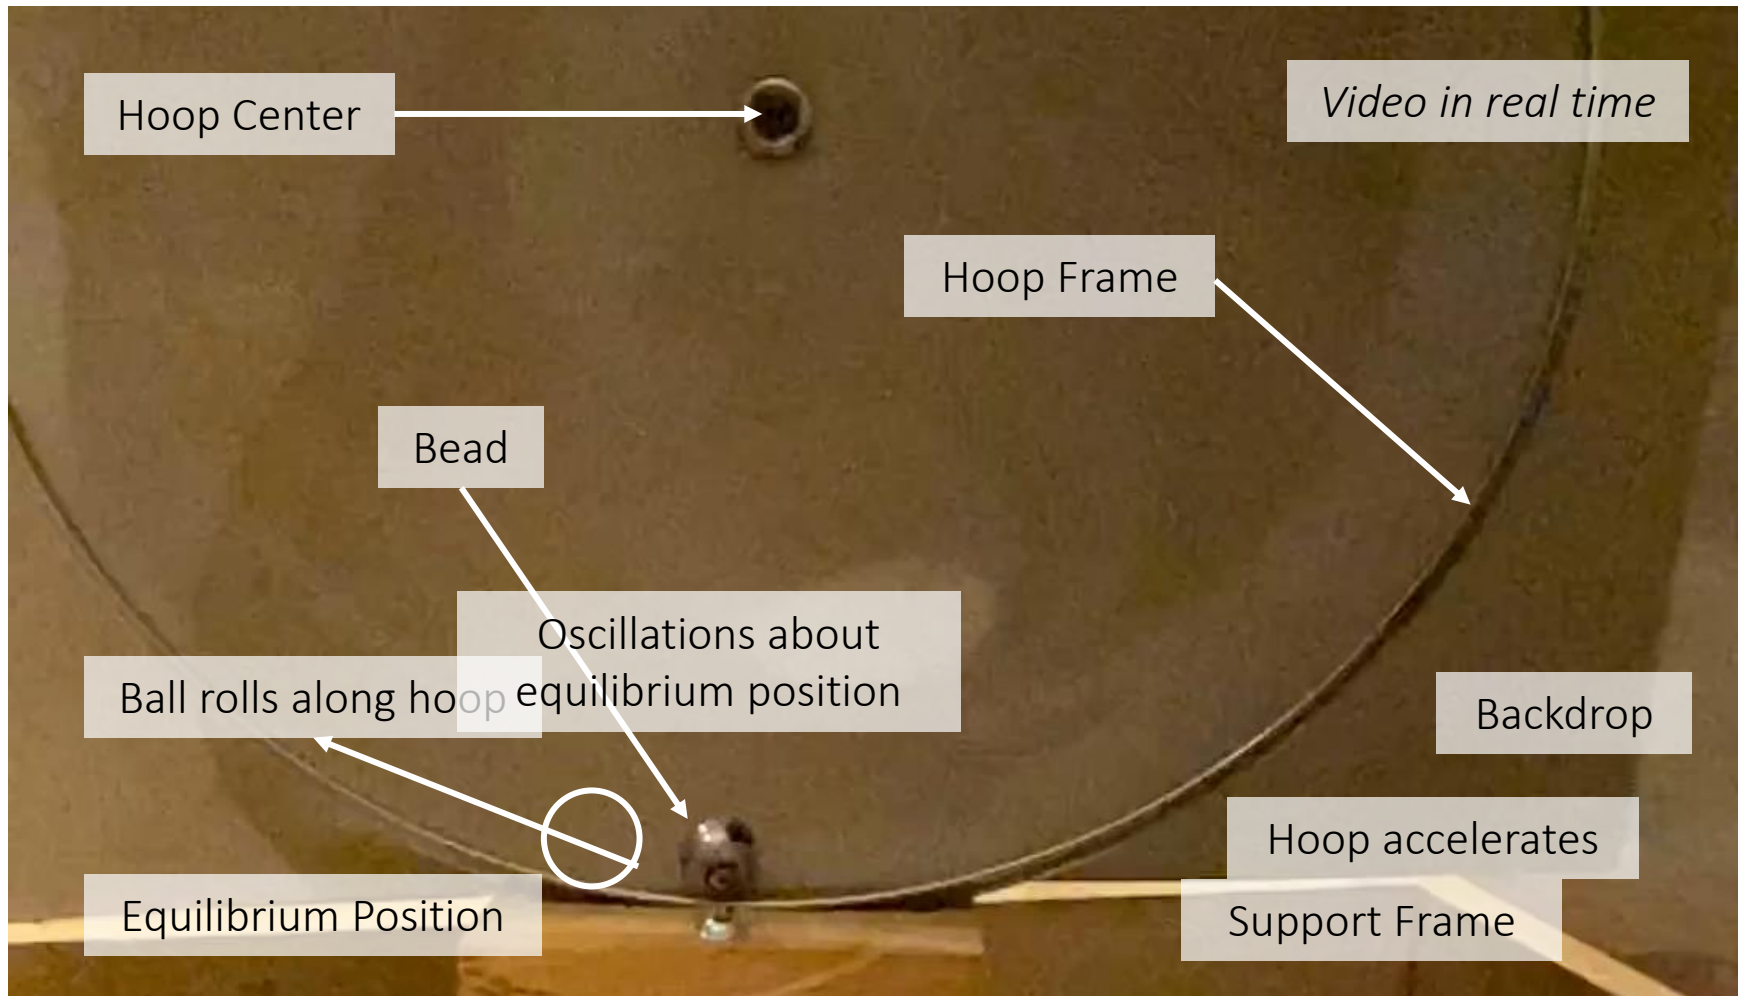 Hoop Center
Video in real time
Hoop Frame
Bead
Oscillations about
equilibrium position
Ball rolls along hoop
Backdrop
Hoop accelerates
Equilibrium Position
Support Frame